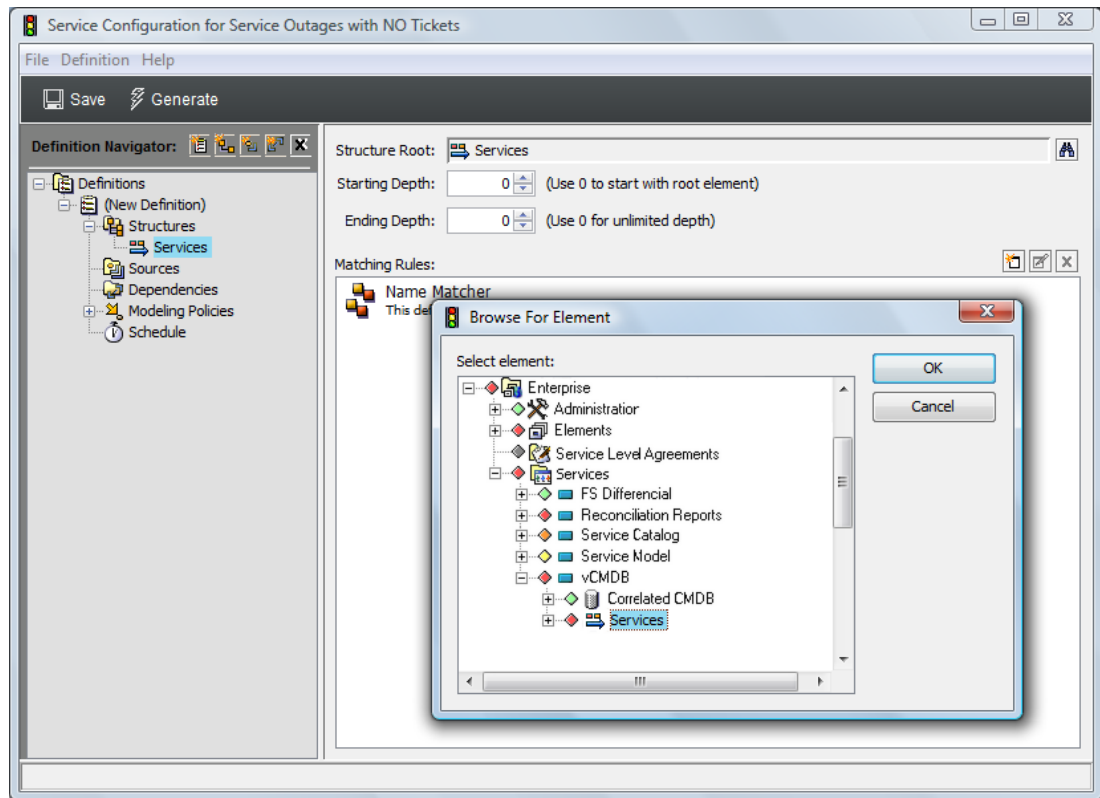 Service Configuration for Service Outages with NO Tickets
File Definition Help
Save Generate
Definition Navigator:
Definitions
(New Definition)
Structures
Services
Sources
Dependencies
Modeling Policies
Schedule
Structure Root: Services
Starting Depth: 0 (Use 0 to start with root element)
Ending Depth: 0 (Use 0 for unlimited depth)
Matching Rules:
Name Matcher
This def
Browse For Element
Select element:
Enterprise
Administration
Elements
Service Level Agreements
Services
FS Differencial
Reconciliation Reports
Service Catalog
Service Model
vCMDB
Correlated CMDB
Services
OK
Cancel